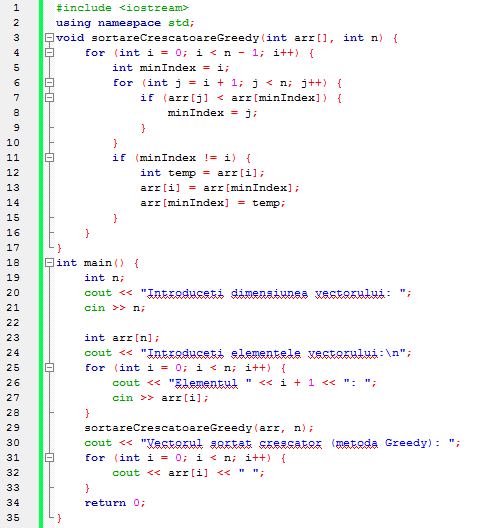 1 #include <iostream>
2 using namespace std;
3 void sortareCrescatoareGreedy(int arr[], int n) {
4 for (int i = 0; i < n - 1; i++) {
5 int minIndex = i;
6 for (int j = i + 1; j < n; j++) {
7 if (arr[j] < arr[minIndex]) {
8 minIndex = j;
9 }
10 }
11 if (minIndex != i) {
12 int temp = arr[i];
13 arr[i] = arr[minIndex];
14 arr[minIndex] = temp;
15 }
16 }
17 }
18 int main() {
19 int n;
20 cout << "Introduceti dimensiunea vectorului: ";
21 cin >> n;
22
23 int arr[n];
24 cout << "Introduceti elementele vectorului:\n";
25 for (int i = 0; i < n; i++) {
26 cout << "Elementul " << i + 1 << ": ";
27 cin >> arr[i];
28 }
29 sortareCrescatoareGreedy(arr, n);
30 cout << "Vectorul sortat crescator (metoda Greedy): ";
31 for (int i = 0; i < n; i++) {
32 cout << arr[i] << " ";
33 }
34 return 0;
35 }